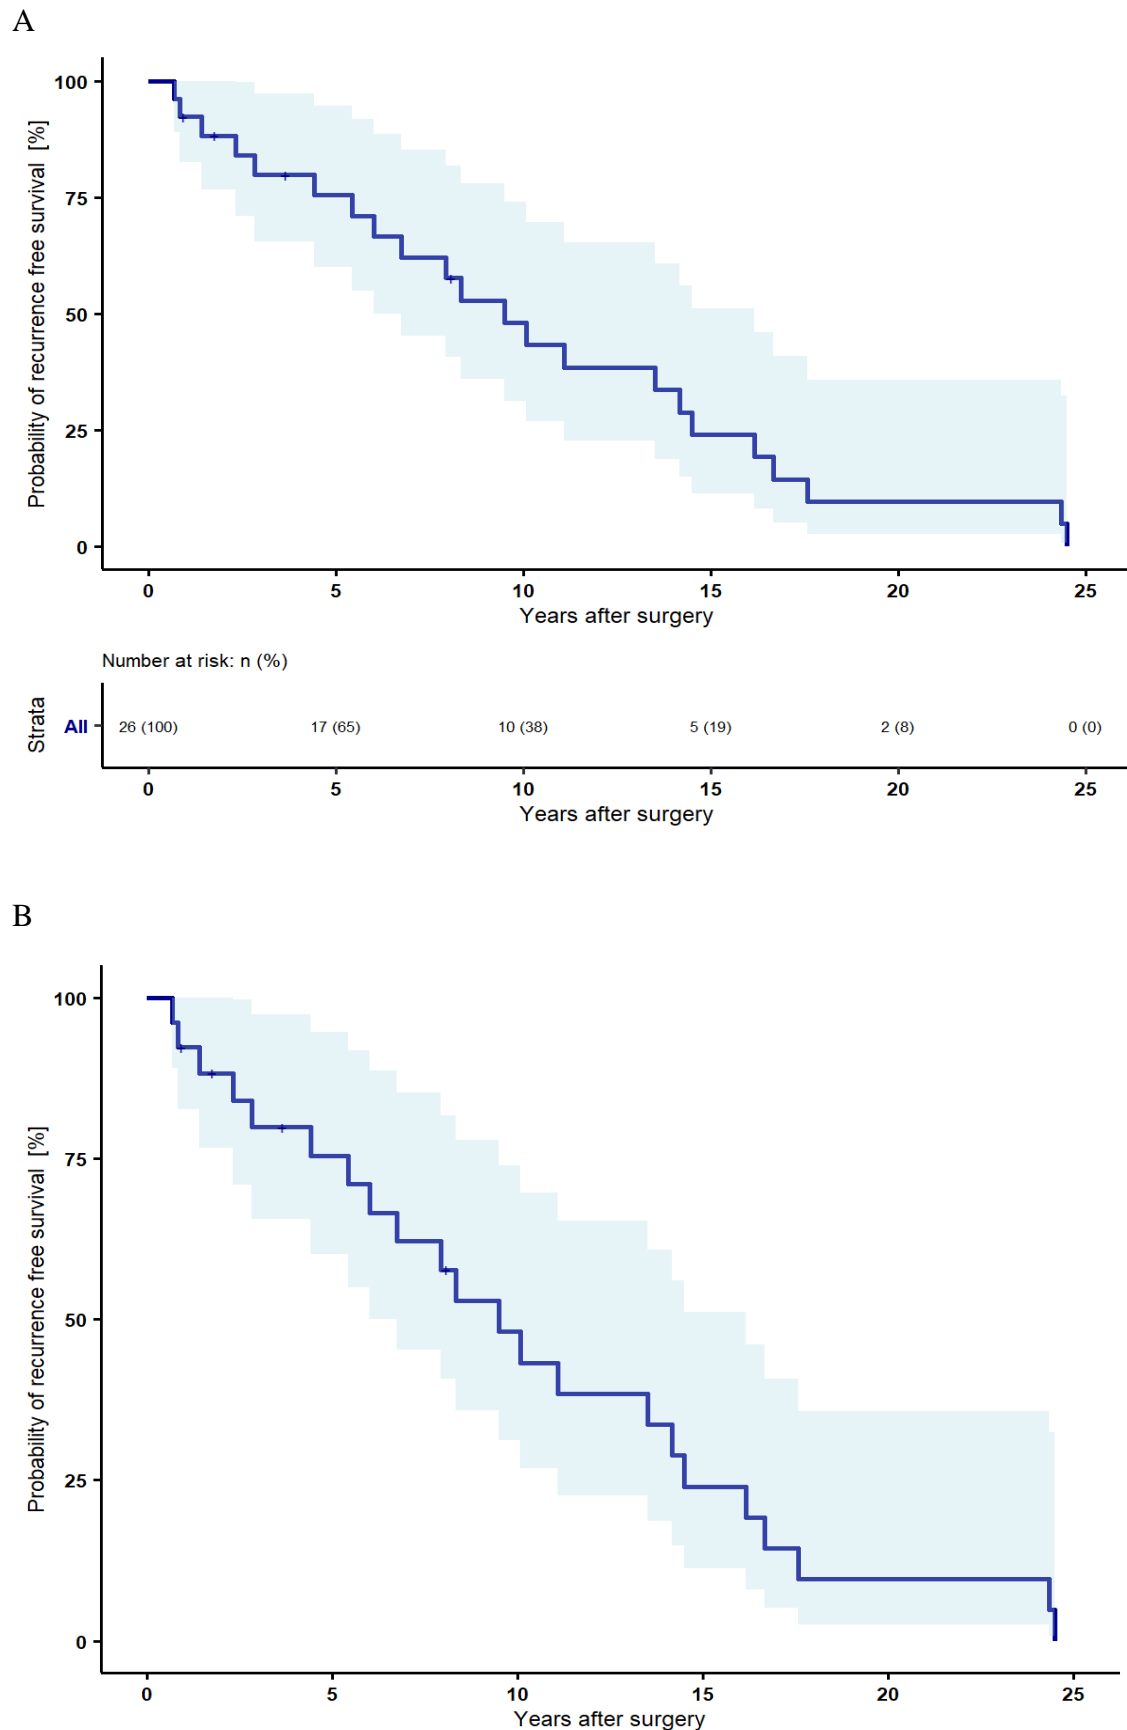 A
Probability of recurrence free survival [%]
100
75
50
25
0
0 5 10 15 20 25
Years after surgery
Number at risk: n (%)
Strata
All 26 (100) 17 (65) 10 (38) 5 (19) 2 (8) 0 (0)
0 5 10 15 20 25
Years after surgery
B
Probability of recurrence free survival [%]
100
75
50
25
0
0 5 10 15 20 25
Years after surgery